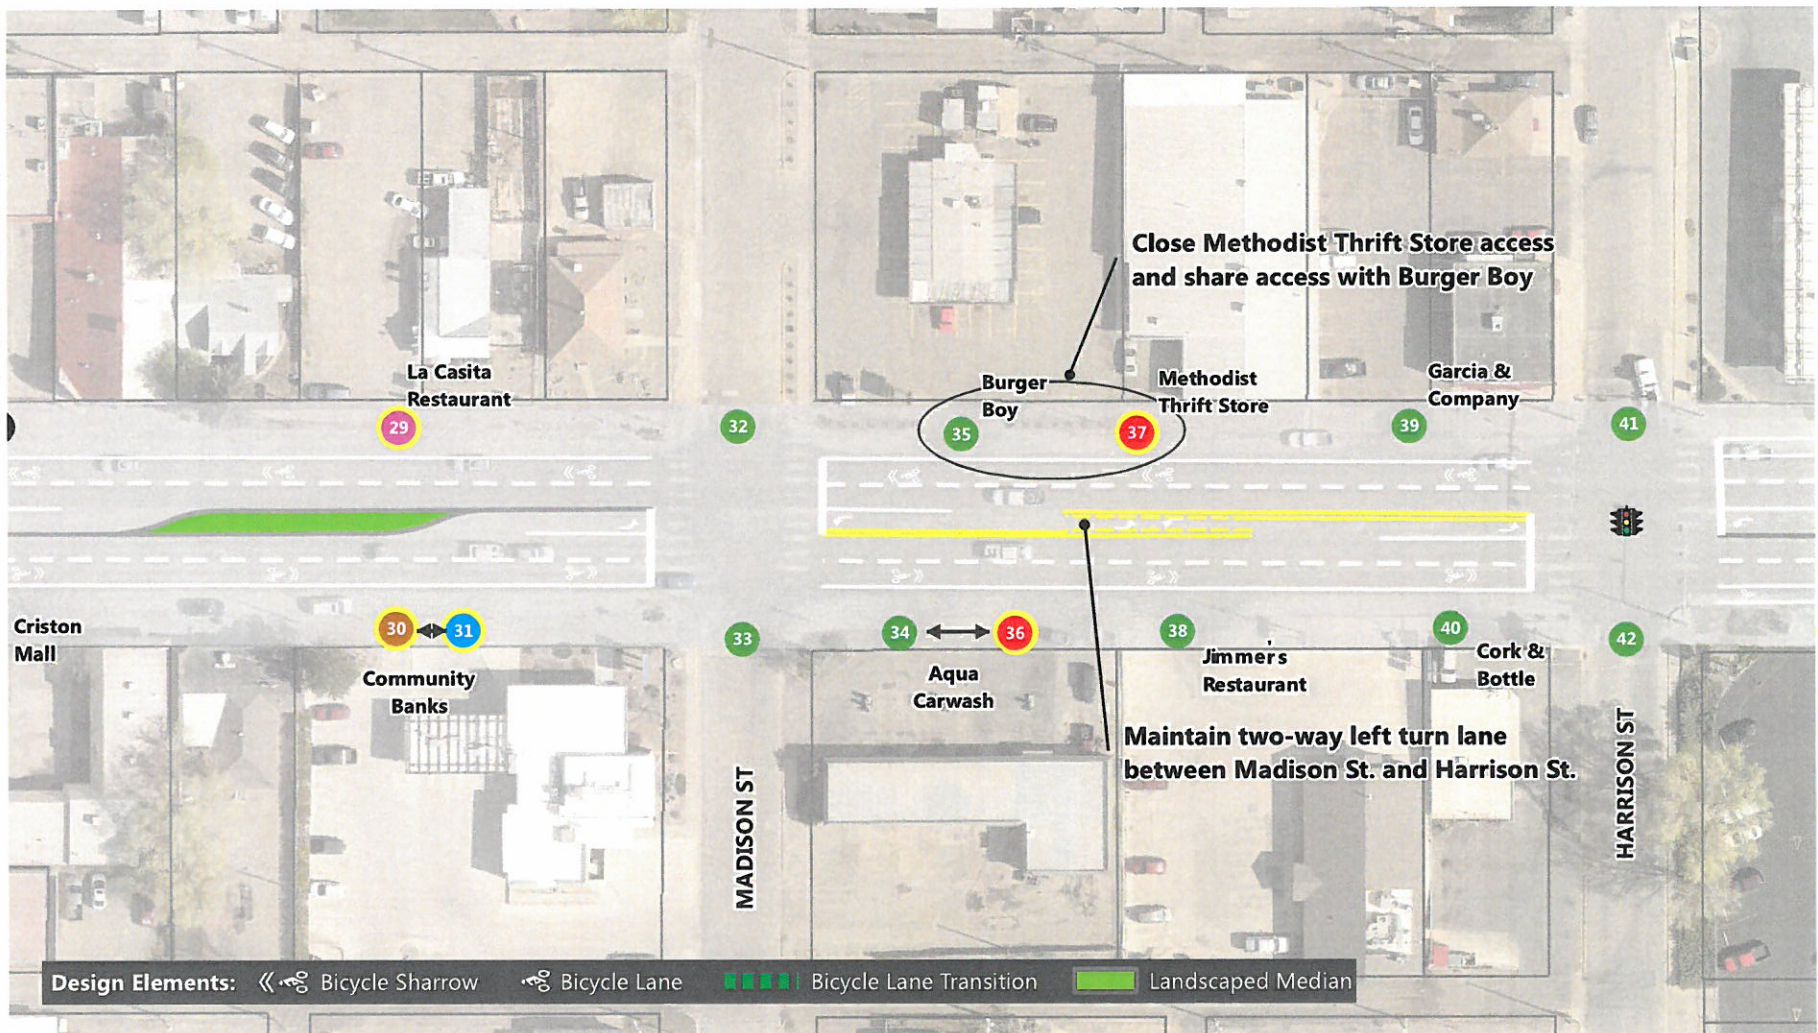 Close Methodist Thrift Store access
and share access with Burger Boy
La Casita
Restaurant
Burger
Boy
Methodist
Thrift Store
Garcia &
Company
29
32
35
37
39
41
Criston
Mall
30
31
33
34
36
38
40
42
Community
Banks
Aqua
Carwash
Jimmer's
Restaurant
Cork &
Bottle
Maintain two-way left turn lane
between Madison St. and Harrison St.
MADISON ST
HARRISON ST
Design Elements: Bicycle Sharrow Bicycle Lane Bicycle Lane Transition Landscaped Median